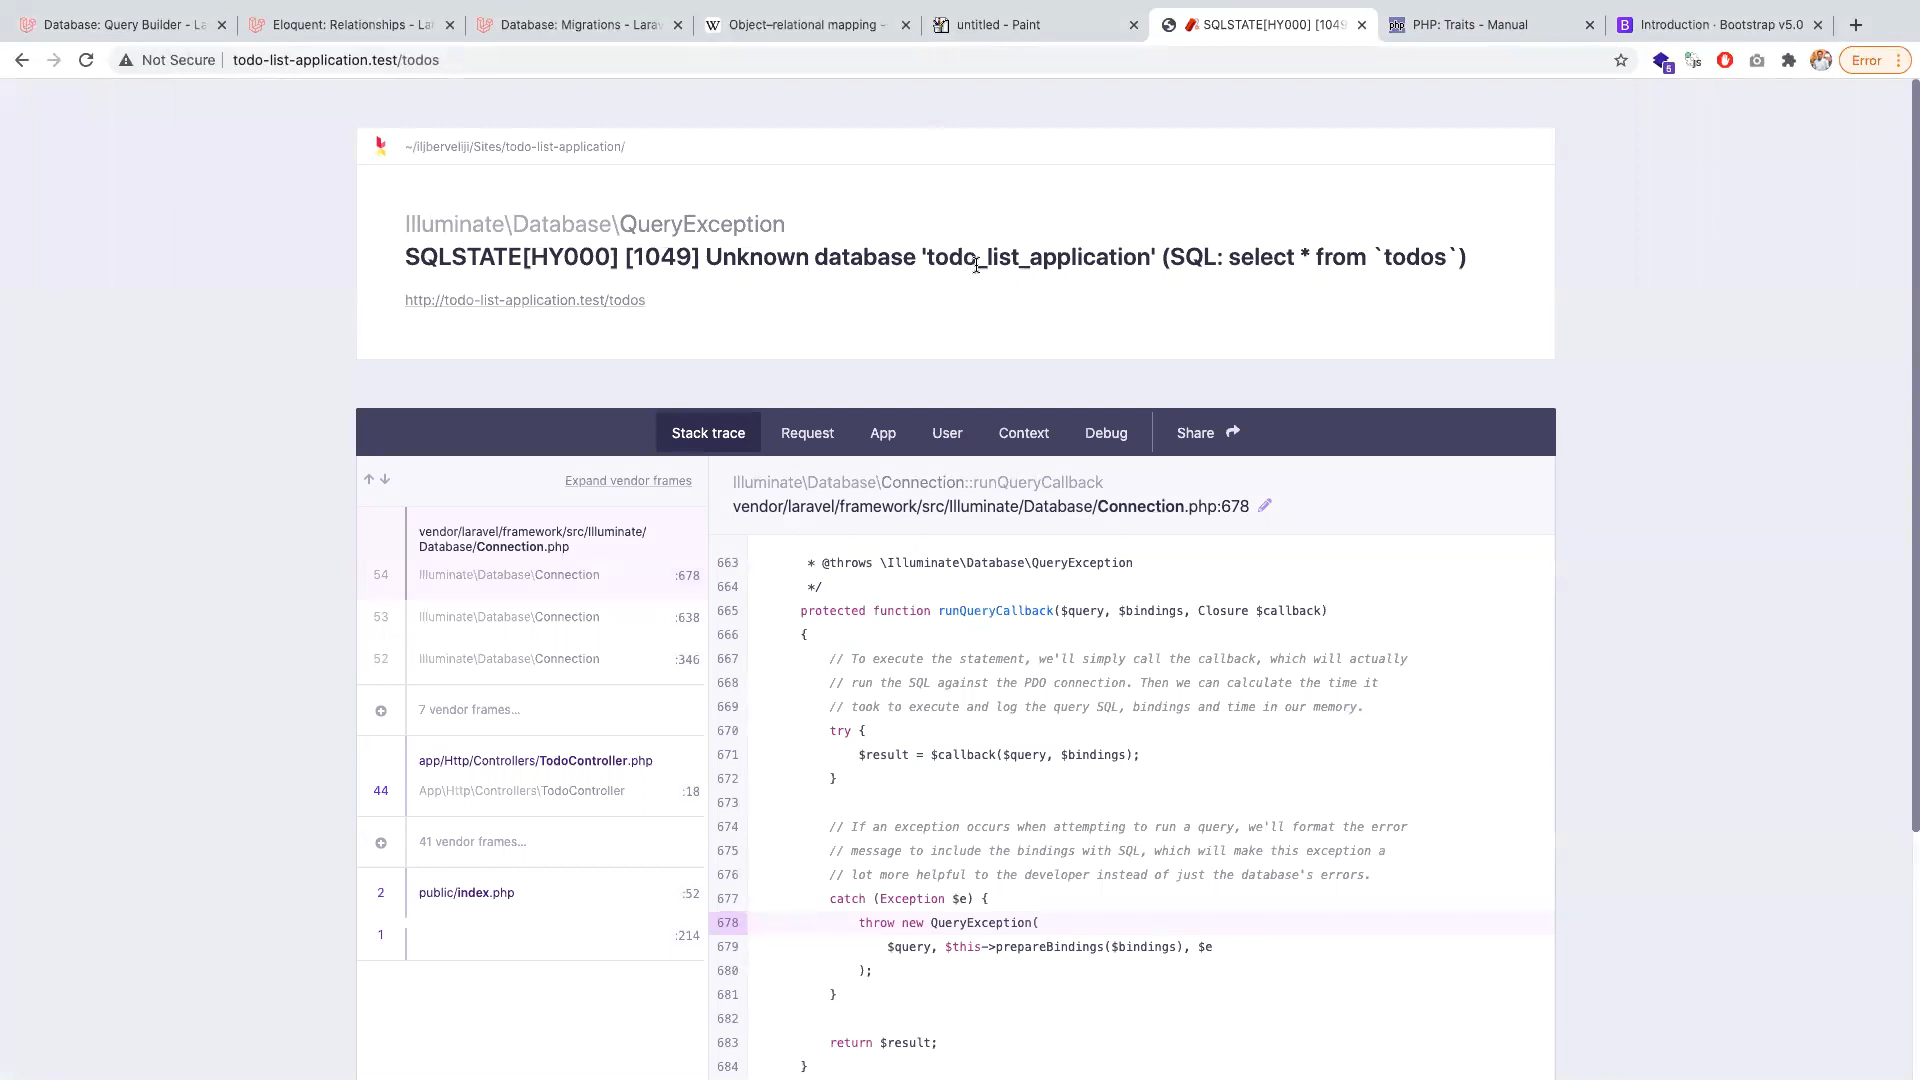 Database: Query Builder - La
Eloquent: Relationships - Lar
Database: Migrations - Larav
Object–relational mapping -
untitled - Paint
SQLSTATE[HY000] [1049]
PHP: Traits - Manual
Introduction · Bootstrap v5.0
Not Secure
todo-list-application.test/todos
5
js
Error
~/iljberveliji/Sites/todo-list-application/
Illuminate\Database\QueryException
SQLSTATE[HY000] [1049] Unknown database 'todo_list_application' (SQL: select * from `todos`)
http://todo-list-application.test/todos
Stack trace
Request
App
User
Context
Debug
Share
Expand vendor frames
vendor/laravel/framework/src/Illuminate/
Database/Connection.php
54 Illuminate\Database\Connection :678
53 Illuminate\Database\Connection :638
52 Illuminate\Database\Connection :346
7 vendor frames…
app/Http/Controllers/TodoController.php
44 App\Http\Controllers\TodoController :18
41 vendor frames…
2 public/index.php :52
1 :214
Illuminate\Database\Connection::runQueryCallback
vendor/laravel/framework/src/Illuminate/Database/Connection.php:678
663 * @throws \Illuminate\Database\QueryException
664 */
665 protected function runQueryCallback($query, $bindings, Closure $callback)
666 {
667 // To execute the statement, we'll simply call the callback, which will actually
668 // run the SQL against the PDO connection. Then we can calculate the time it
669 // took to execute and log the query SQL, bindings and time in our memory.
670 try {
671 $result = $callback($query, $bindings);
672 }
673
674 // If an exception occurs when attempting to run a query, we'll format the error
675 // message to include the bindings with SQL, which will make this exception a
676 // lot more helpful to the developer instead of just the database's errors.
677 catch (Exception $e) {
678 throw new QueryException(
679 $query, $this->prepareBindings($bindings), $e
680 );
681 }
682
683 return $result;
684 }